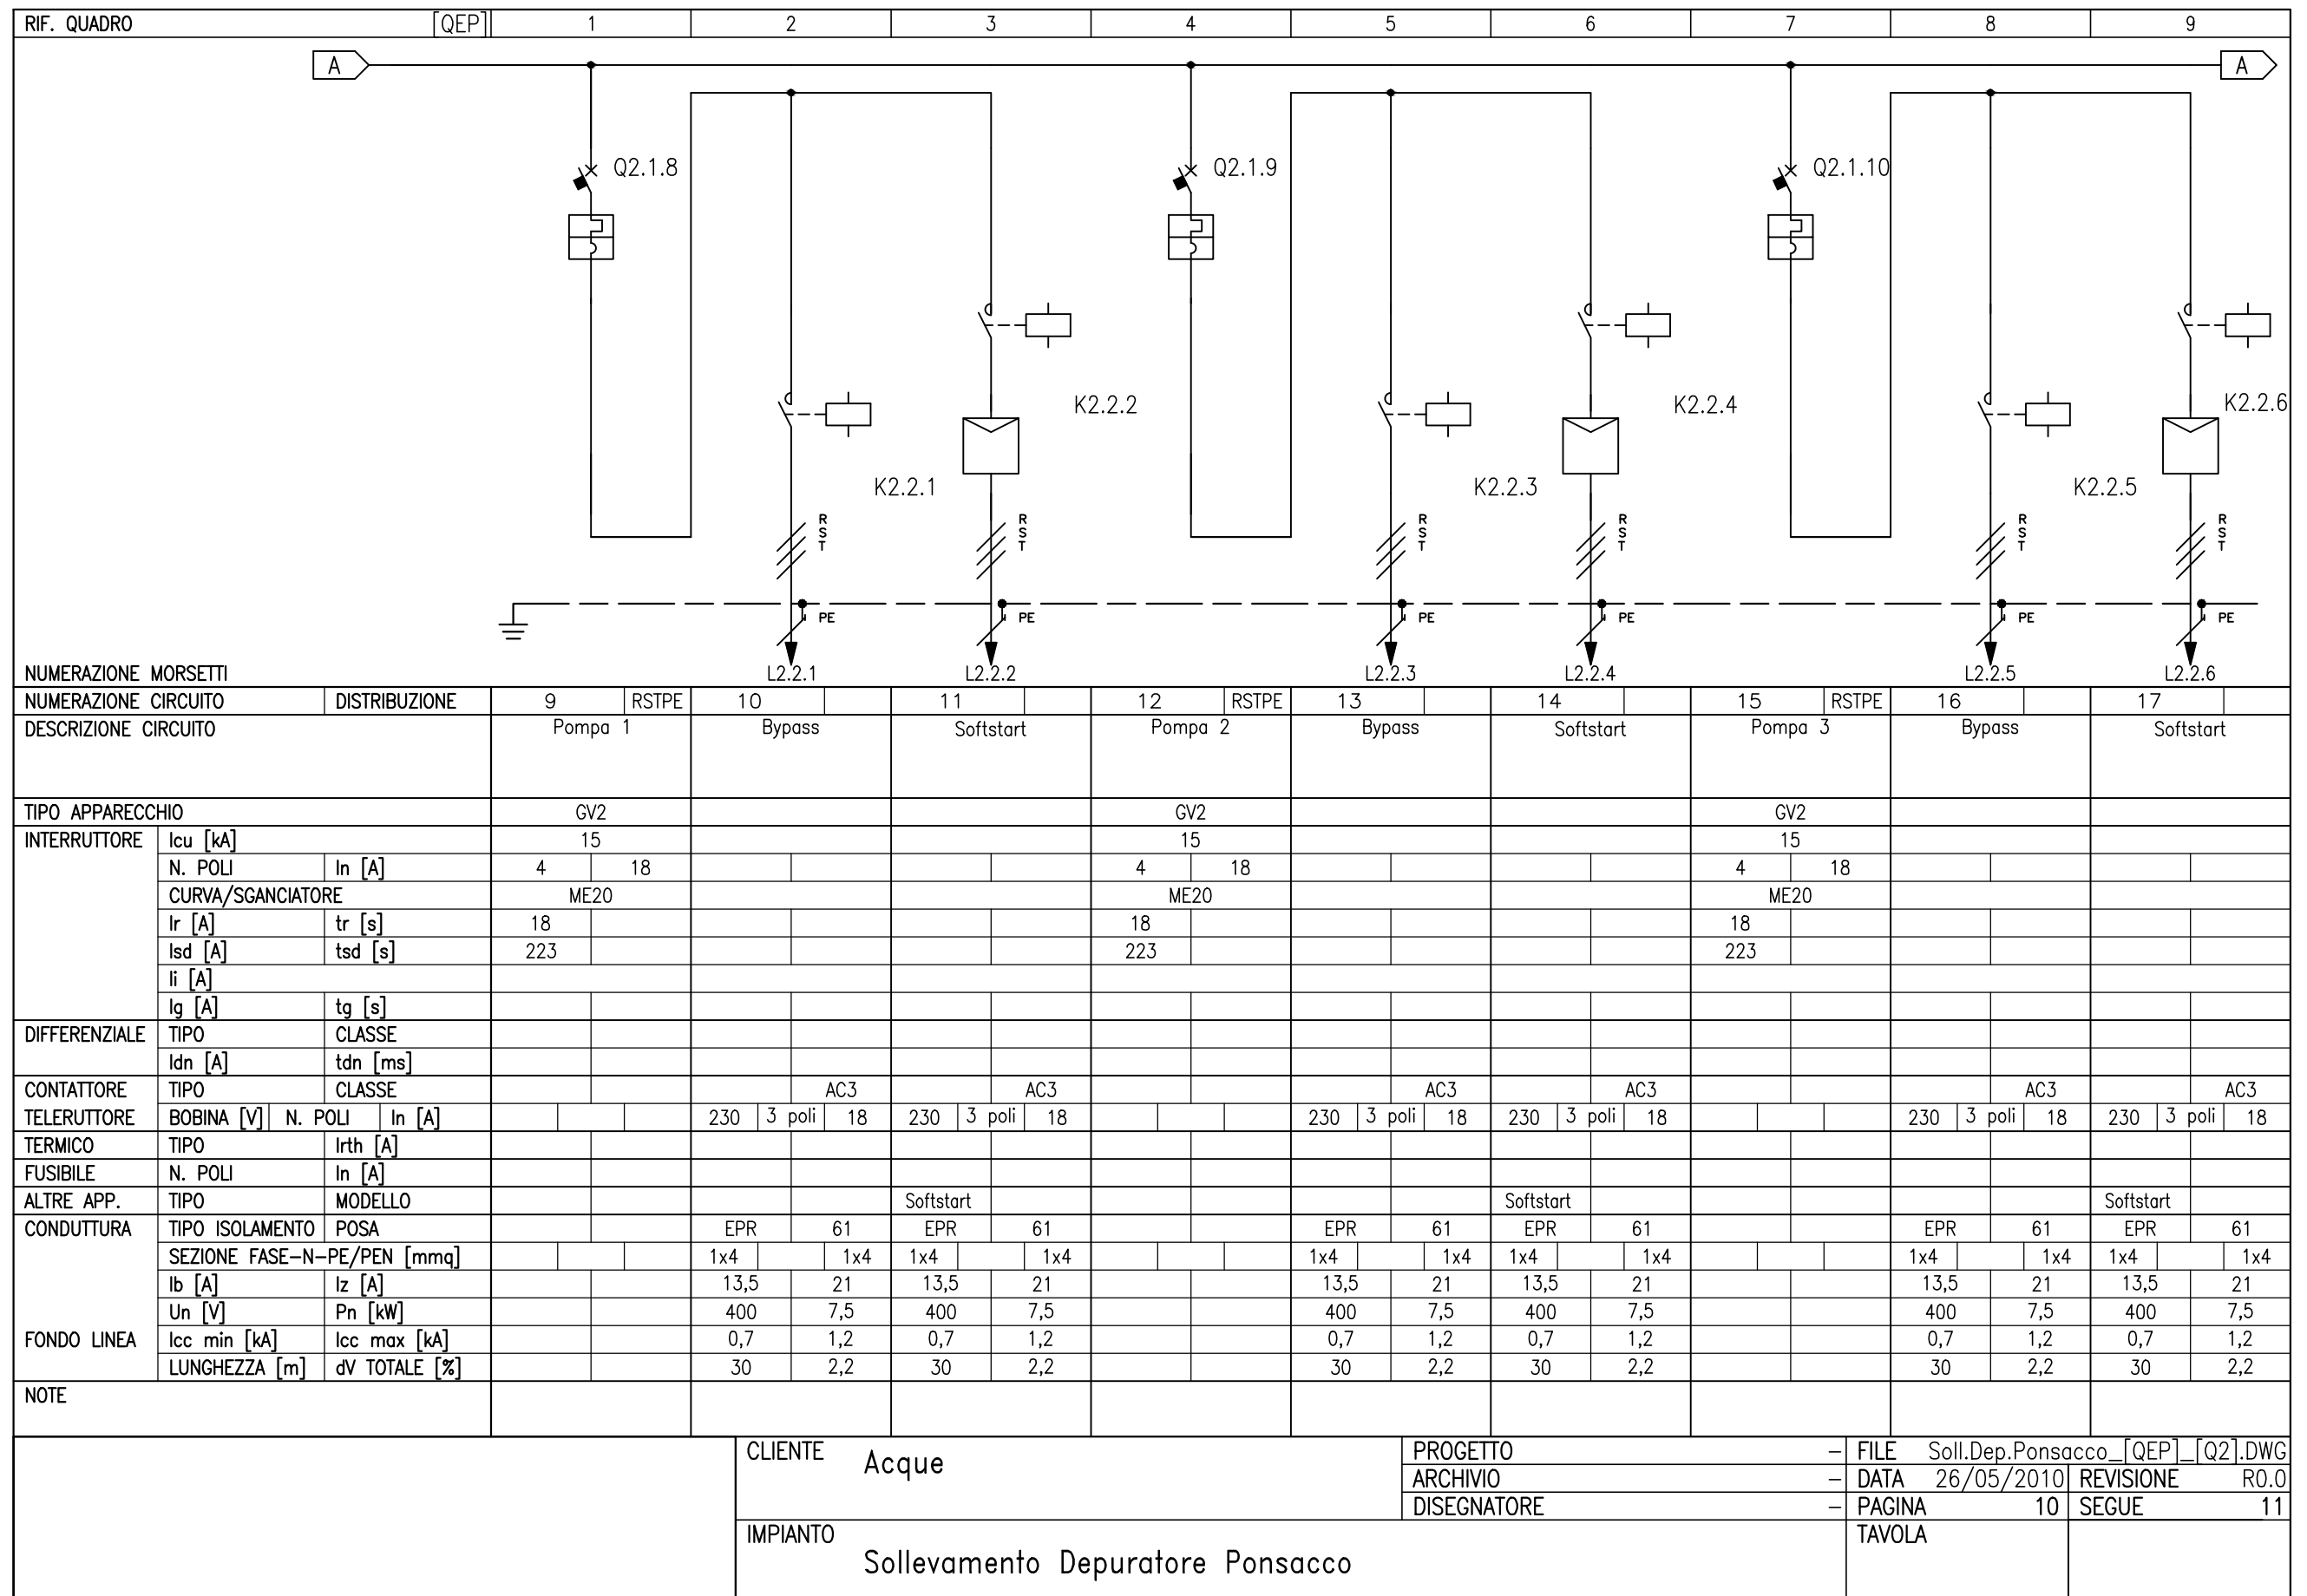 RIF. QUADRO [QEP] 1 2 3 4 5 6 7 8 9
A A
Q2.1.8 Q2.1.9 Q2.1.10
K2.2.2 K2.2.4 K2.2.6
K2.2.1 K2.2.3 K2.2.5
R R R R R R
S S S S S S
T T T T T T
PE PE PE PE PE PE
NUMERAZIONE MORSETTI L2.2.1 L2.2.2 L2.2.3 L2.2.4 L2.2.5 L2.2.6
NUMERAZIONE CIRCUITO DISTRIBUZIONE 9 RSTPE 10 11 12 RSTPE 13 14 15 RSTPE 16 17
DESCRIZIONE CIRCUITO Pompa 1 Bypass Softstart Pompa 2 Bypass Softstart Pompa 3 Bypass Softstart
TIPO APPARECCHIO GV2 GV2 GV2
INTERRUTTORE Icu [kA] 15 15 15
N. POLI In [A] 4 18 4 18 4 18
CURVA/SGANCIATORE ME20 ME20 ME20
Ir [A] tr [s] 18 18 18
Isd [A] tsd [s] 223 223 223
Ii [A]
Ig [A] tg [s]
DIFFERENZIALE TIPO CLASSE
Idn [A] tdn [ms]
CONTATTORE TIPO CLASSE AC3 AC3 AC3 AC3 AC3 AC3
TELERUTTORE BOBINA [V] N. POLI In [A] 230 3 poli 18 230 3 poli 18 230 3 poli 18 230 3 poli 18 230 3 poli 18 230 3 poli 18
TERMICO TIPO Irth [A]
FUSIBILE N. POLI In [A]
ALTRE APP. TIPO MODELLO Softstart Softstart Softstart
CONDUTTURA TIPO ISOLAMENTO POSA EPR 61 EPR 61 EPR 61 EPR 61 EPR 61 EPR 61
SEZIONE FASE-N-PE/PEN [mmq] 1x4 1x4 1x4 1x4 1x4 1x4 1x4 1x4 1x4 1x4 1x4 1x4
Ib [A] Iz [A] 13,5 21 13,5 21 13,5 21 13,5 21 13,5 21 13,5 21
Un [V] Pn [kW] 400 7,5 400 7,5 400 7,5 400 7,5 400 7,5 400 7,5
FONDO LINEA Icc min [kA] Icc max [kA] 0,7 1,2 0,7 1,2 0,7 1,2 0,7 1,2 0,7 1,2 0,7 1,2
LUNGHEZZA [m] dV TOTALE [%] 30 2,2 30 2,2 30 2,2 30 2,2 30 2,2 30 2,2
NOTE
CLIENTE Acque
PROGETTO - FILE Soll.Dep.Ponsacco_[QEP]_[Q2].DWG
ARCHIVIO - DATA 26/05/2010 REVISIONE R0.0
DISEGNATORE - PAGINA 10 SEGUE 11
IMPIANTO TAVOLA
Sollevamento Depuratore Ponsacco